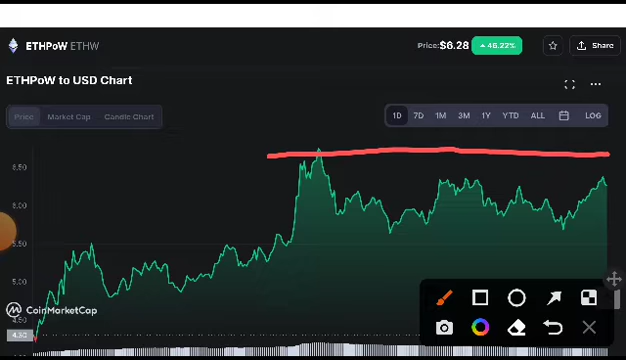 ETHPoW ETHW
Price: $6.28 ▲ 46.22%
Share
ETHPoW to USD Chart
Price Market Cap Candle Chart
1D 7D 1M 3M 1Y YTD ALL LOG
6.50
6.00
5.50
5.00
4.30
CoinMarketCap